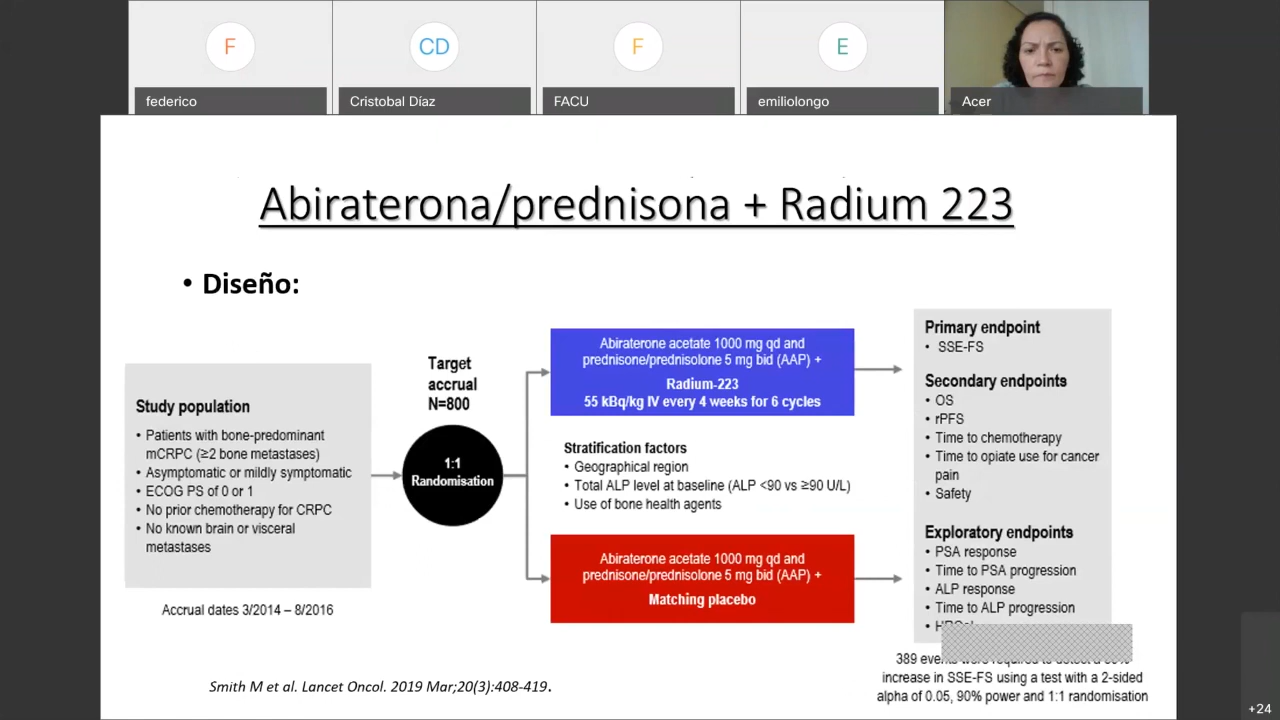 F
CD
F
E
federico
Cristobal Díaz
FACU
emiliolongo
Acer
Abiraterona/prednisona + Radium 223
• Diseño:
Study population
• Patients with bone-predominant
mCRPC (≥2 bone metastases)
• Asymptomatic or mildly symptomatic
• ECOG PS of 0 or 1
• No prior chemotherapy for CRPC
• No known brain or visceral
metastases
Accrual dates 3/2014 – 8/2016
Target
accrual
N=800
1:1
Randomisation
Abiraterone acetate 1000 mg qd and
prednisone/prednisolone 5 mg bid (AAP) +
Radium-223
55 kBq/kg IV every 4 weeks for 6 cycles
Stratification factors
• Geographical region
• Total ALP level at baseline (ALP <90 vs ≥90 U/L)
• Use of bone health agents
Abiraterone acetate 1000 mg qd and
prednisone/prednisolone 5 mg bid (AAP) +
Matching placebo
Primary endpoint
• SSE-FS
Secondary endpoints
• OS
• rPFS
• Time to chemotherapy
• Time to opiate use for cancer
pain
• Safety
Exploratory endpoints
• PSA response
• Time to PSA progression
• ALP response
• Time to ALP progression
389 events were required to detect a
increase in SSE-FS using a test with a 2-sided
alpha of 0.05, 90% power and 1:1 randomisation
Smith M et al. Lancet Oncol. 2019 Mar;20(3):408-419.
+24